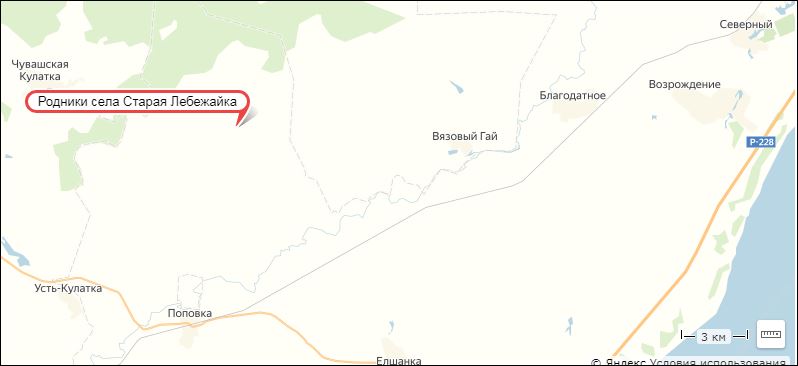 Северный
Чувашская
Кулатка
Возрождение
Родники села Старая Лебежайка
Благодатное
Вязовый Гай
Р-228
Усть-Кулатка
Поповка
3 км
Елшанка
© Яндекс Условия использования